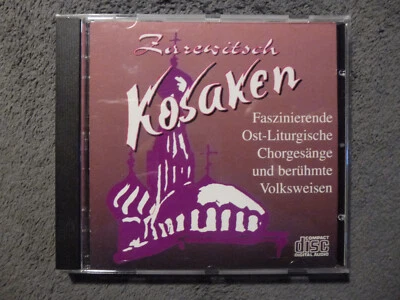 Zarewitsch
Kosaken
Faszinierende
Ost-Liturgische
Chorgesänge
und berühmte
Volksweisen
COMPACT
disc
DIGITAL AUDIO